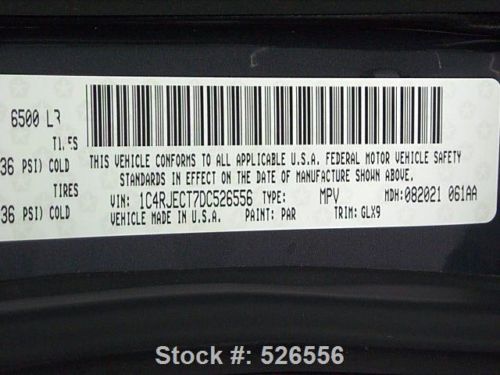 6500 LB
TIRES
36 PSI) COLD
TIRES
36 PSI) COLD
THIS VEHICLE CONFORMS TO ALL APPLICABLE U.S.A. FEDERAL MOTOR VEHICLE SAFETY
STANDARDS IN EFFECT ON THE DATE OF MANUFACTURE SHOWN ABOVE.
VIN: 1C4RJECT7DC526556 TYPE: MPV MDH:082021 061AA
VEHICLE MADE IN U.S.A. PAINT: PAR TRIM: GLX9
Stock #: 526556